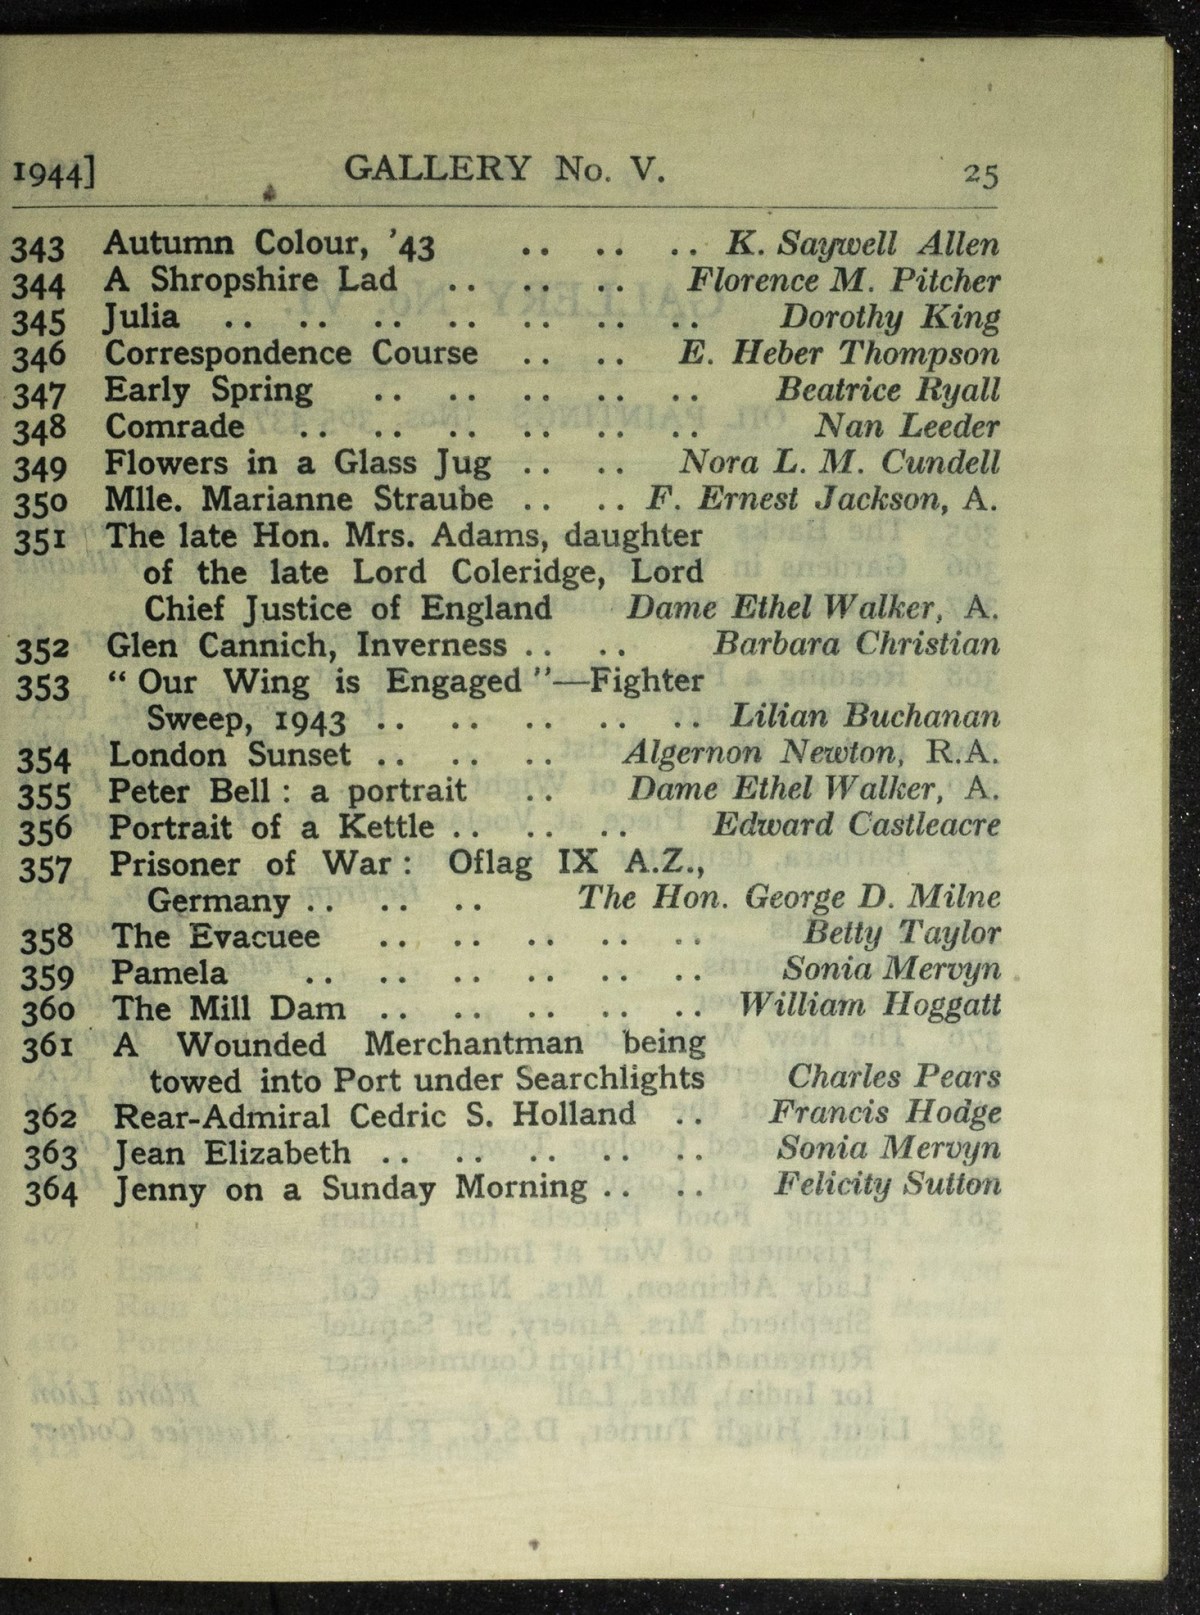 1944] GALLERY No. V. 25
343 Autumn Colour, '43 .. .. .. K. Saywell Allen
344 A Shropshire Lad .. .. .. Florence M. Pitcher
345 Julia .. .. .. .. .. .. .. Dorothy King
346 Correspondence Course .. .. E. Heber Thompson
347 Early Spring .. .. .. .. .. Beatrice Ryall
348 Comrade .. .. .. .. .. .. Nan Leeder
349 Flowers in a Glass Jug .. .. Nora L. M. Cundell
350 Mlle. Marianne Straube .. .. F. Ernest Jackson, A.
351 The late Hon. Mrs. Adams, daughter
of the late Lord Coleridge, Lord
Chief Justice of England Dame Ethel Walker, A.
352 Glen Cannich, Inverness .. .. Barbara Christian
353 “ Our Wing is Engaged ”—Fighter
Sweep, 1943 .. .. .. .. .. Lilian Buchanan
354 London Sunset .. .. .. Algernon Newton, R.A.
355 Peter Bell : a portrait .. Dame Ethel Walker, A.
356 Portrait of a Kettle .. .. .. Edward Castleacre
357 Prisoner of War : Oflag IX A.Z.,
Germany .. .. .. The Hon. George D. Milne
358 The Evacuee .. .. .. .. .. Betty Taylor
359 Pamela .. .. .. .. .. .. Sonia Mervyn
360 The Mill Dam .. .. .. .. .. William Hoggatt
361 A Wounded Merchantman being
towed into Port under Searchlights Charles Pears
362 Rear-Admiral Cedric S. Holland .. Francis Hodge
363 Jean Elizabeth .. .. .. .. .. Sonia Mervyn
364 Jenny on a Sunday Morning .. .. Felicity Sutton